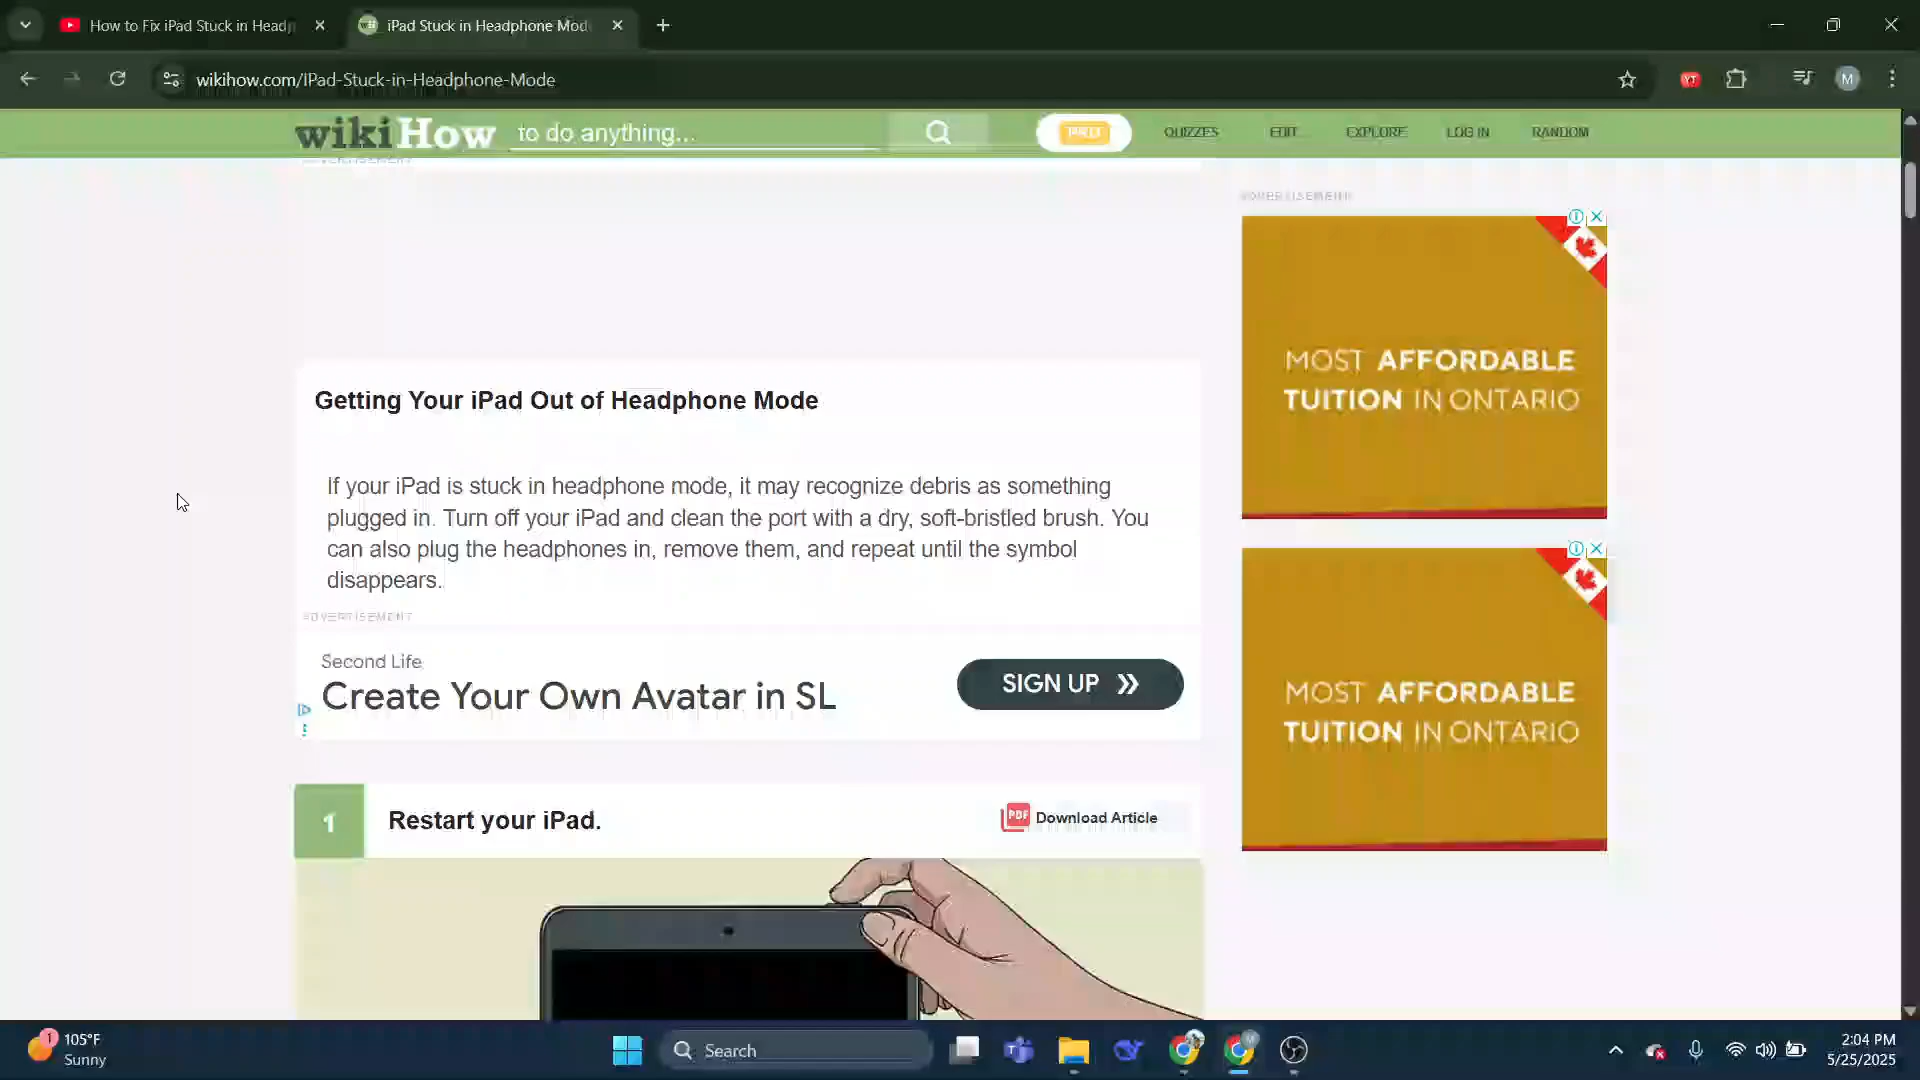 How to Fix iPad Stuck in Head
iPad Stuck in Headphone Mod
wikihow.com/IPad-Stuck-in-Headphone-Mode
YT
M
wikiHow
to do anything...
QUIZZES
EDIT
EXPLORE
LOG IN
RANDOM
ADVERTISEMENT
ADVERTISEMENT
MOST AFFORDABLE
TUITION IN ONTARIO
Getting Your iPad Out of Headphone Mode
If your iPad is stuck in headphone mode, it may recognize debris as something
plugged in. Turn off your iPad and clean the port with a dry, soft-bristled brush. You
can also plug the headphones in, remove them, and repeat until the symbol
disappears.
ADVERTISEMENT
Second Life
Create Your Own Avatar in SL
SIGN UP
MOST AFFORDABLE
TUITION IN ONTARIO
1
Restart your iPad.
PDF
Download Article
1
105°F
Sunny
Search
2:04 PM
5/25/2025